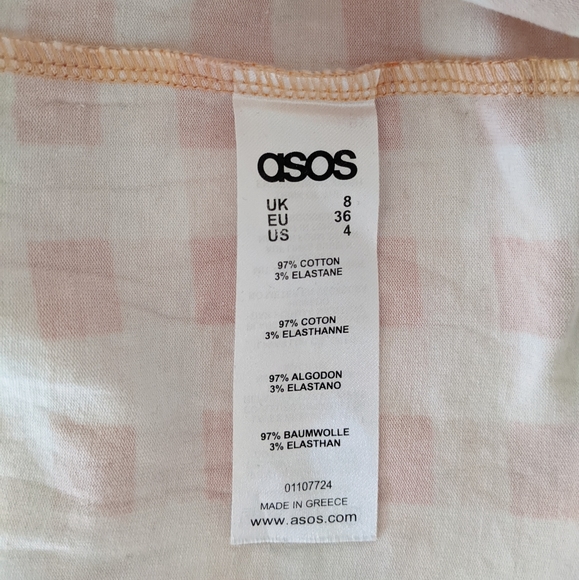 asos
UK 8
EU 36
US 4
97% COTTON
3% ELASTANE
97% COTON
3% ELASTHANNE
97% ALGODON
3% ELASTANO
97% BAUMWOLLE
3% ELASTHAN
01107724
MADE IN GREECE
www.asos.com